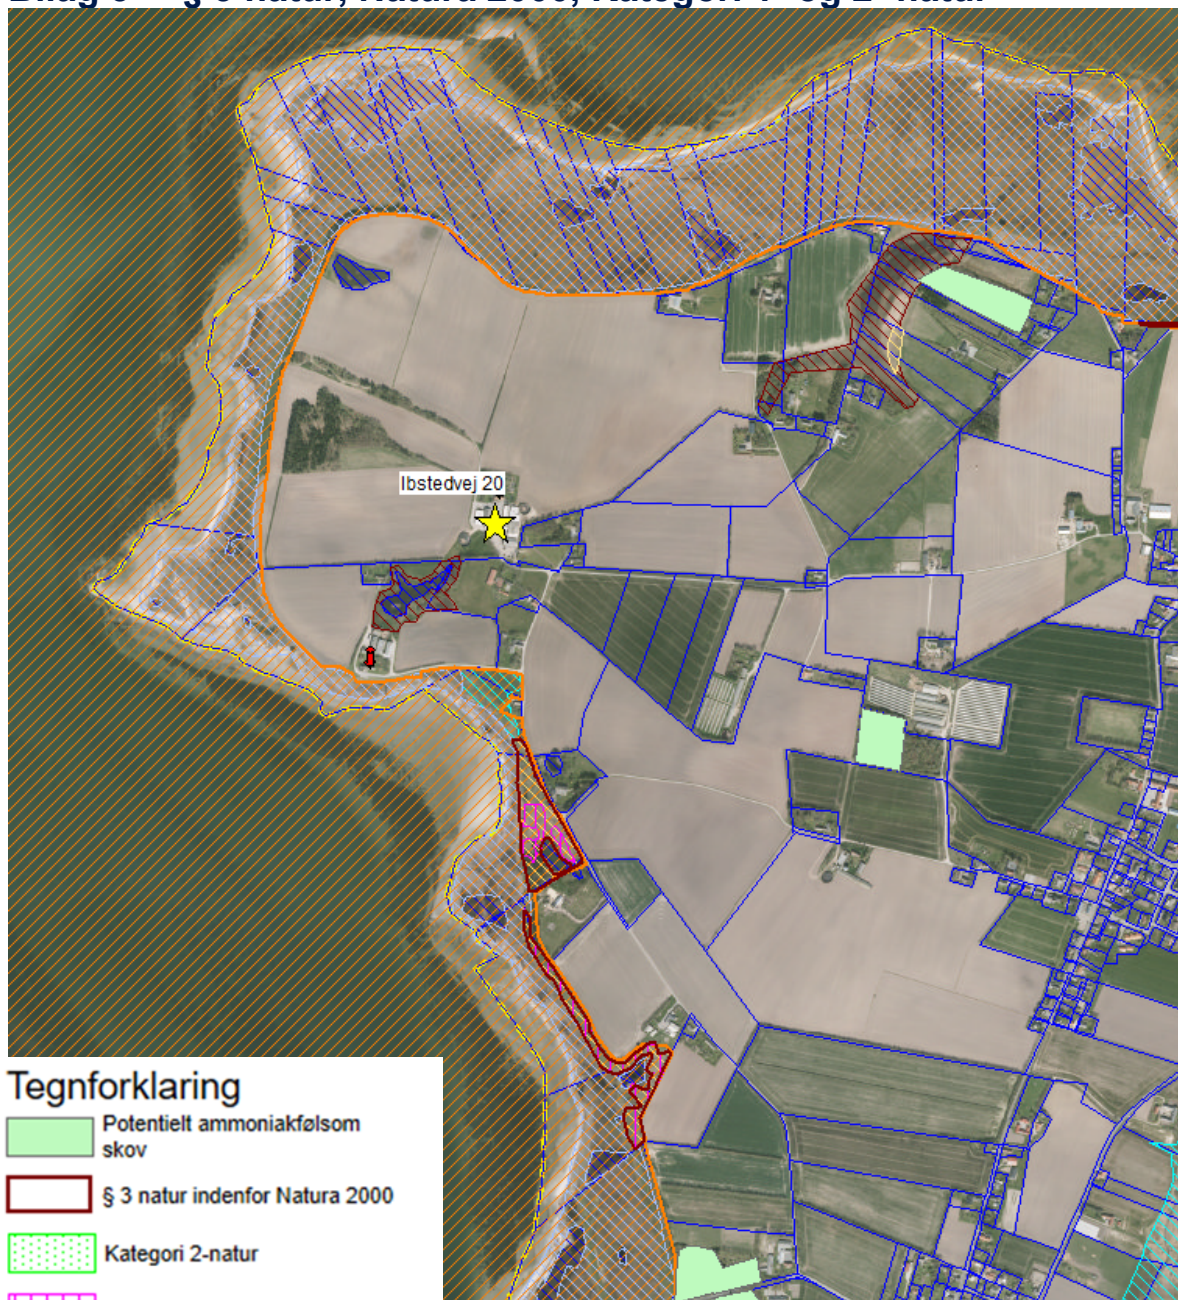 Ibstedvej 20
Tegnforklaring
Potentielt ammoniakfølsom
skov
§ 3 natur indenfor Natura 2000
Kategori 2-natur